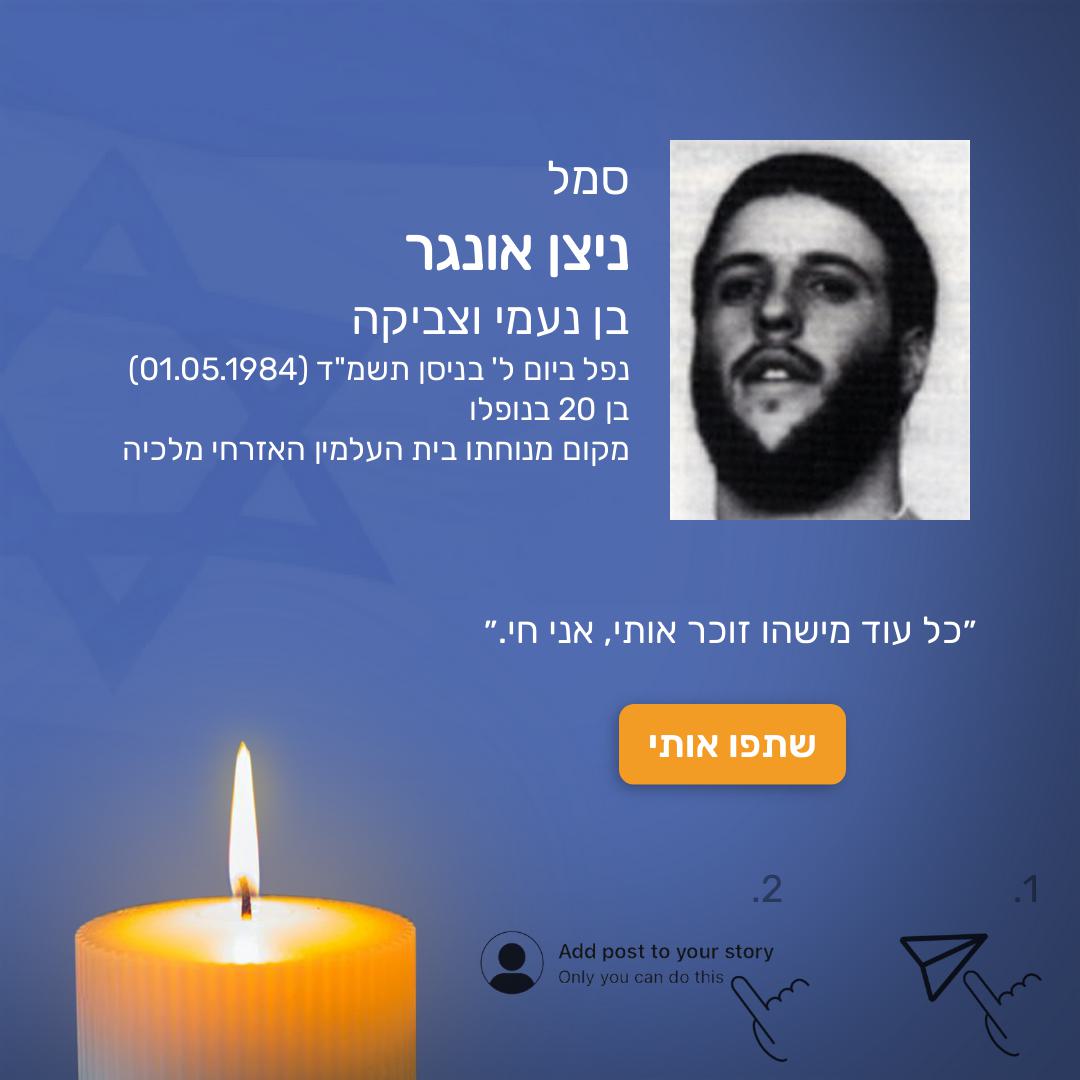 סמל
ניצן אונגר
בן נעמי וצביקה
נפל ביום ל' בניסן תשמ"ד (01.05.1984)
בן 20 בנופלו
מקום מנוחתו בית העלמין האזרחי מלכיה
״כל עוד מישהו זוכר אותי, אני חי.״
שתפו אותי
1.
2.
Add post to your story
Only you can do this